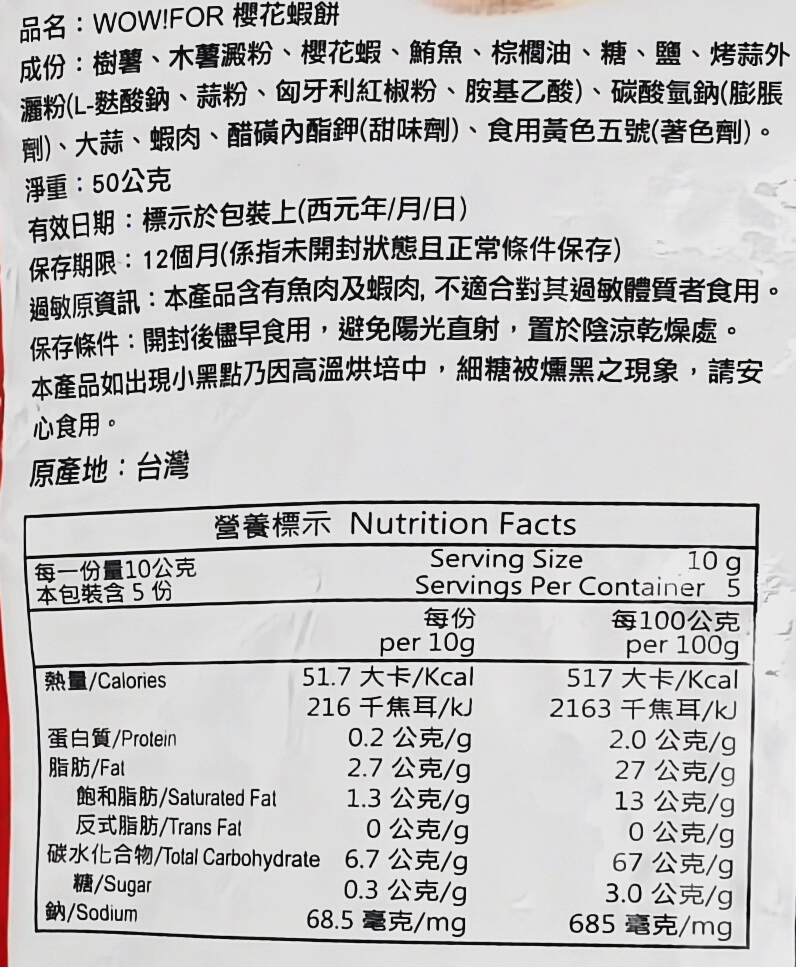 品名：WOW!FOR 櫻花蝦餅
成份：樹薯、木薯澱粉、櫻花蝦、鮪魚、棕櫚油、糖、鹽、烤蒜外
灑粉(L-麩酸鈉、蒜粉、匈牙利紅椒粉、胺基乙酸)、碳酸氫鈉(膨脹
劑)、大蒜、蝦肉、醋磺內酯鉀(甜味劑)、食用黃色五號(著色劑)。
淨重：50公克
有效日期：標示於包裝上(西元年/月/日)
保存期限：12個月(係指未開封狀態且正常條件保存)
過敏原資訊：本產品含有魚肉及蝦肉, 不適合對其過敏體質者食用。
保存條件：開封後儘早食用，避免陽光直射，置於陰涼乾燥處。
本產品如出現小黑點乃因高溫烘培中，細糖被燻黑之現象，請安
心食用。
原產地：台灣
營養標示 Nutrition Facts
每一份量10公克 Serving Size 10 g
本包裝含 5 份 Servings Per Container 5
每份 每100公克
per 10g per 100g
熱量/Calories 51.7 大卡/Kcal 517 大卡/Kcal
216 千焦耳/kJ 2163 千焦耳/kJ
蛋白質/Protein 0.2 公克/g 2.0 公克/g
脂肪/Fat 2.7 公克/g 27 公克/g
飽和脂肪/Saturated Fat 1.3 公克/g 13 公克/g
反式脂肪/Trans Fat 0 公克/g 0 公克/g
碳水化合物/Total Carbohydrate 6.7 公克/g 67 公克/g
糖/Sugar 0.3 公克/g 3.0 公克/g
鈉/Sodium 68.5 毫克/mg 685 毫克/mg